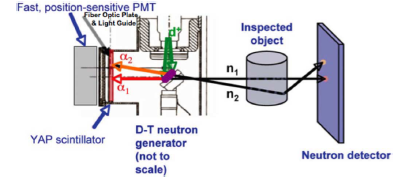 Fast, position-sensitive PMT
Fiber Optic Plate
& Light Guide
d+
Inspected
object
α2
α1
n1
n2
YAP scintillator
D-T neutron
generator
(not to
scale)
Neutron detector